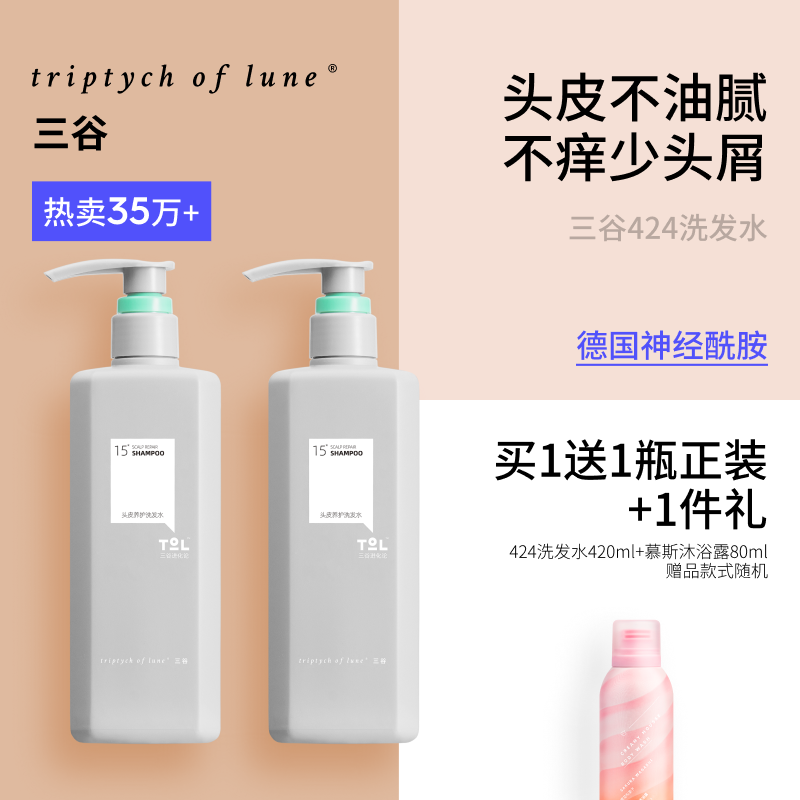 triptych of lune®
三谷
热卖35万+
头皮不油腻
不痒少头屑
三谷424洗发水
德国神经酰胺
15° SCALP REPAIR
SHAMPOO
头皮养护洗发水
TOL
triptych of lune® 三谷
15° SCALP REPAIR
SHAMPOO
头皮养护洗发水
TOL
triptych of lune® 三谷
买1送1瓶正装
+1件礼
424洗发水420ml+慕斯沐浴露80ml
赠品款式随机